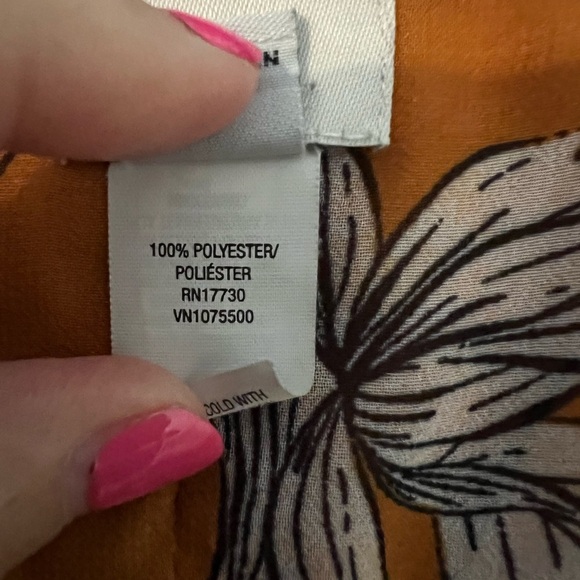 N
100% POLYESTER/
POLIÉSTER
RN17730
VN1075500
COLD WITH